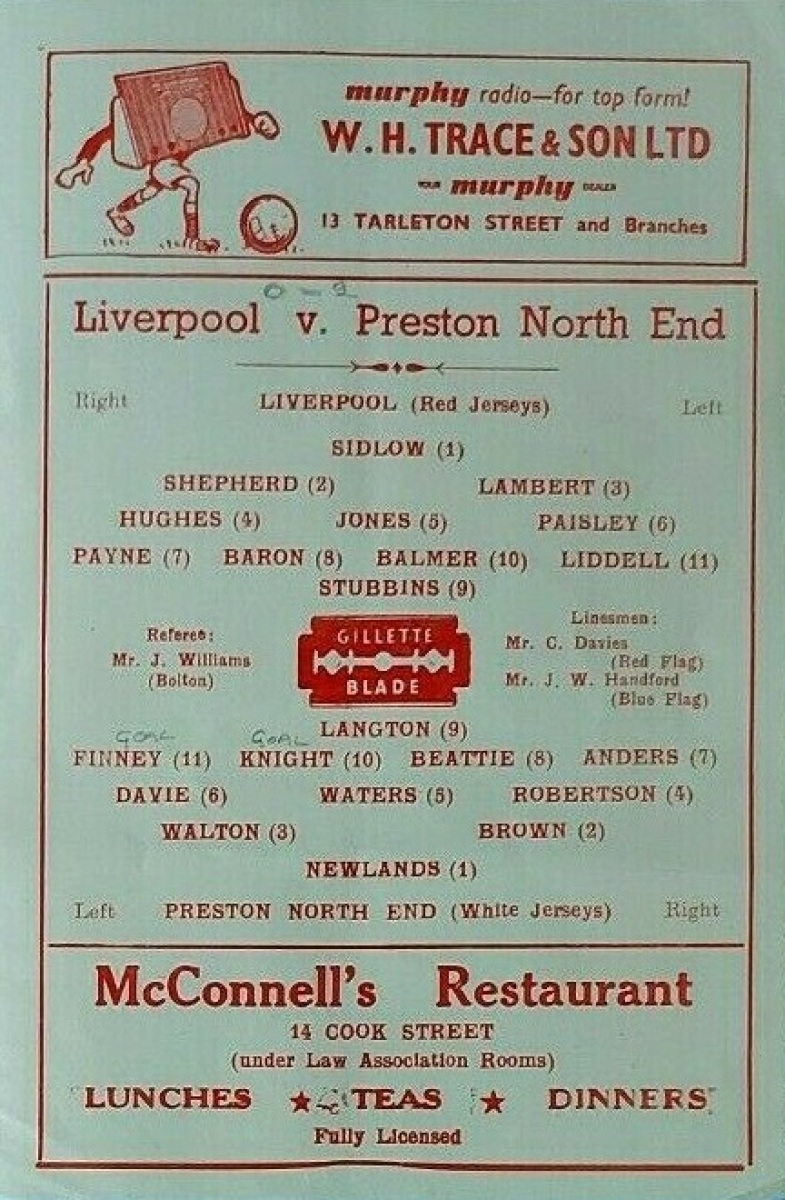 murphy radio—for top form!
W. H. TRACE & SON LTD
YOUR murphy DEALER
13 TARLETON STREET and Branches
0 - 2
Liverpool v. Preston North End
Right LIVERPOOL (Red Jerseys) Left
SIDLOW (1)
SHEPHERD (2) LAMBERT (3)
HUGHES (4) JONES (5) PAISLEY (6)
PAYNE (7) BARON (8) BALMER (10) LIDDELL (11)
STUBBINS (9)
Referee:
Mr. J. Williams
(Bolton)
GILLETTE
BLADE
Linesmen:
Mr. C. Davies
(Red Flag)
Mr. J. W. Handford
(Blue Flag)
LANGTON (9)
GOAL GOAL
FINNEY (11) KNIGHT (10) BEATTIE (8) ANDERS (7)
DAVIE (6) WATERS (5) ROBERTSON (4)
WALTON (3) BROWN (2)
NEWLANDS (1)
Left PRESTON NORTH END (White Jerseys) Right
McConnell's Restaurant
14 COOK STREET
(under Law Association Rooms)
LUNCHES ★ TEAS ★ DINNERS
Fully Licensed